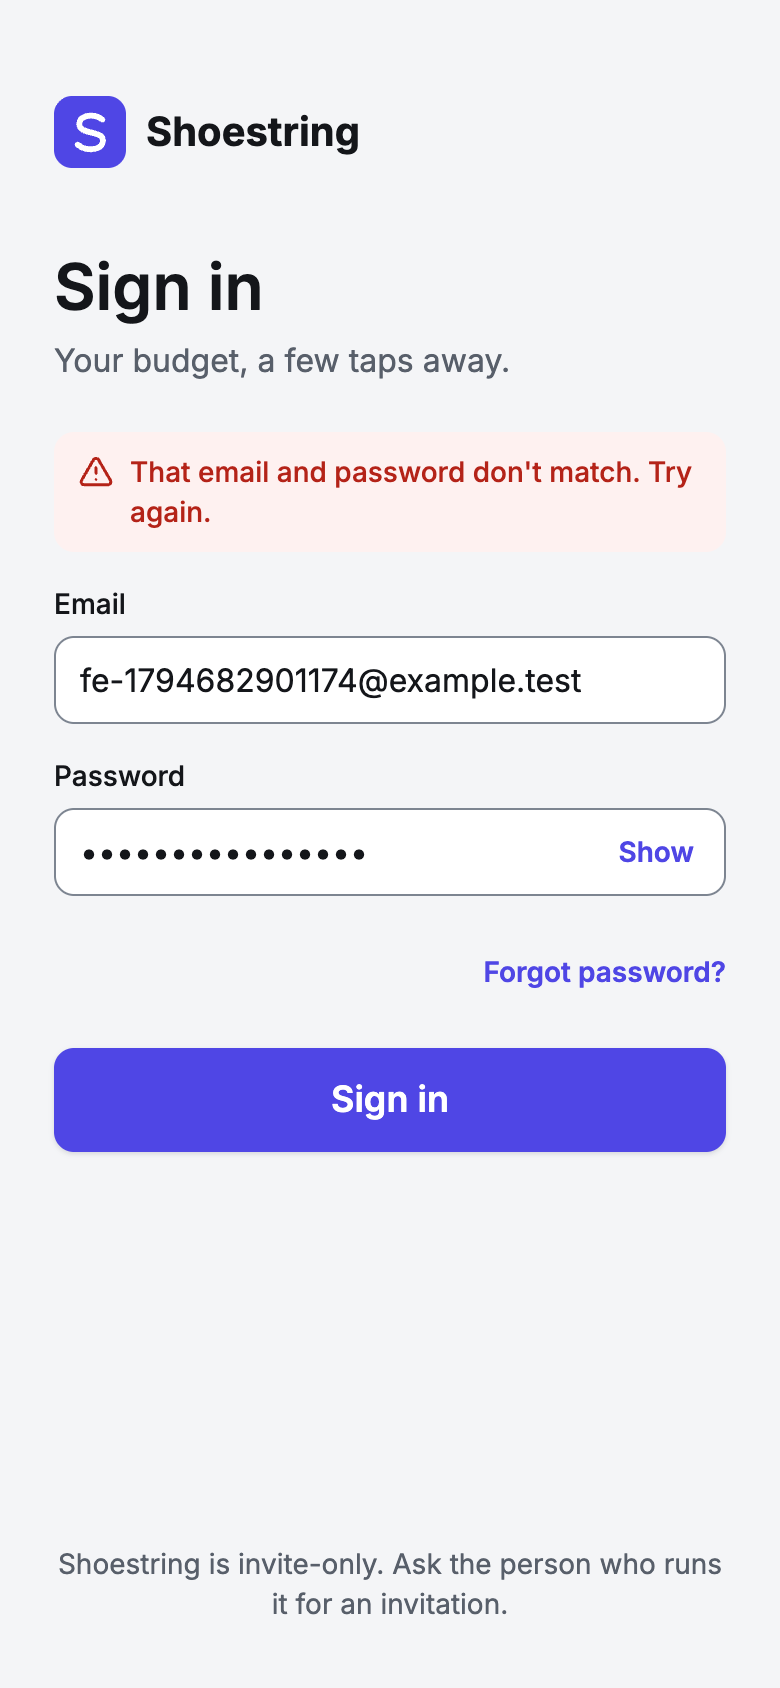 S Shoestring
Sign in
Your budget, a few taps away.
That email and password don't match. Try
again.
Email
fe-1794682901174@example.test
Password
••••••••••••••••
Show
Forgot password?
Sign in
Shoestring is invite-only. Ask the person who runs
it for an invitation.